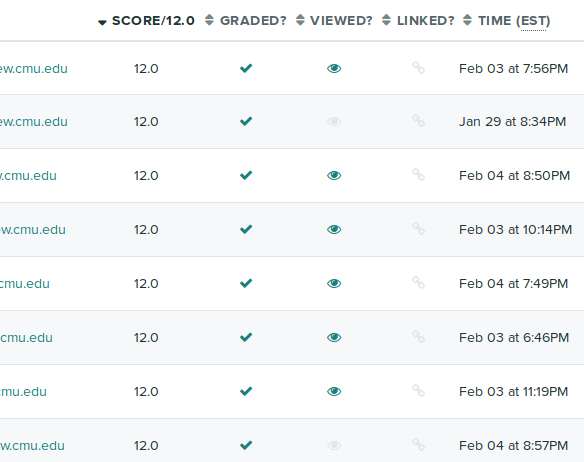 SCORE/12.0 GRADED? VIEWED? LINKED? TIME (EST)
ew.cmu.edu 12.0 Feb 03 at 7:56PM
ew.cmu.edu 12.0 Jan 29 at 8:34PM
.cmu.edu 12.0 Feb 04 at 8:50PM
w.cmu.edu 12.0 Feb 03 at 10:14PM
cmu.edu 12.0 Feb 04 at 7:49PM
cmu.edu 12.0 Feb 03 at 6:46PM
mu.edu 12.0 Feb 03 at 11:19PM
w.cmu.edu 12.0 Feb 04 at 8:57PM